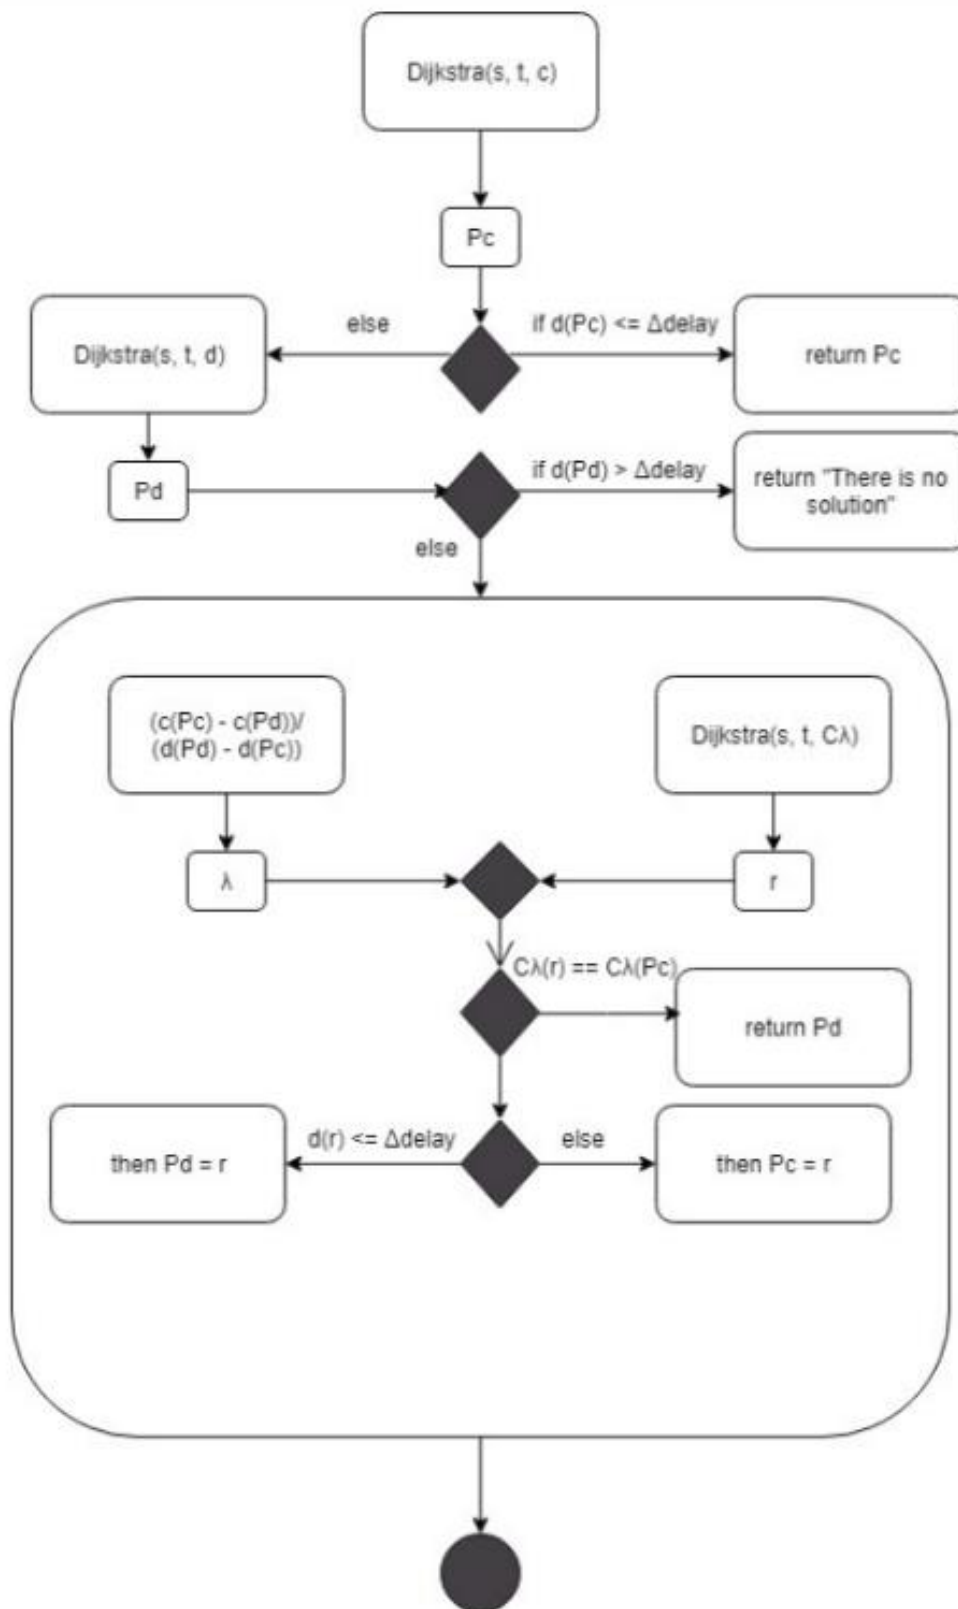 Dijkstra(s, t, c)
Pc
else
if d(Pc) <= Δdelay
Dijkstra(s, t, d)
return Pc
Pd
if d(Pd) > Δdelay
return "There is no
solution"
else
(c(Pc) - c(Pd))/
(d(Pd) - d(Pc))
Dijkstra(s, t, Cλ)
λ
r
Cλ(r) == Cλ(Pc)
return Pd
d(r) <= Δdelay
else
then Pd = r
then Pc = r